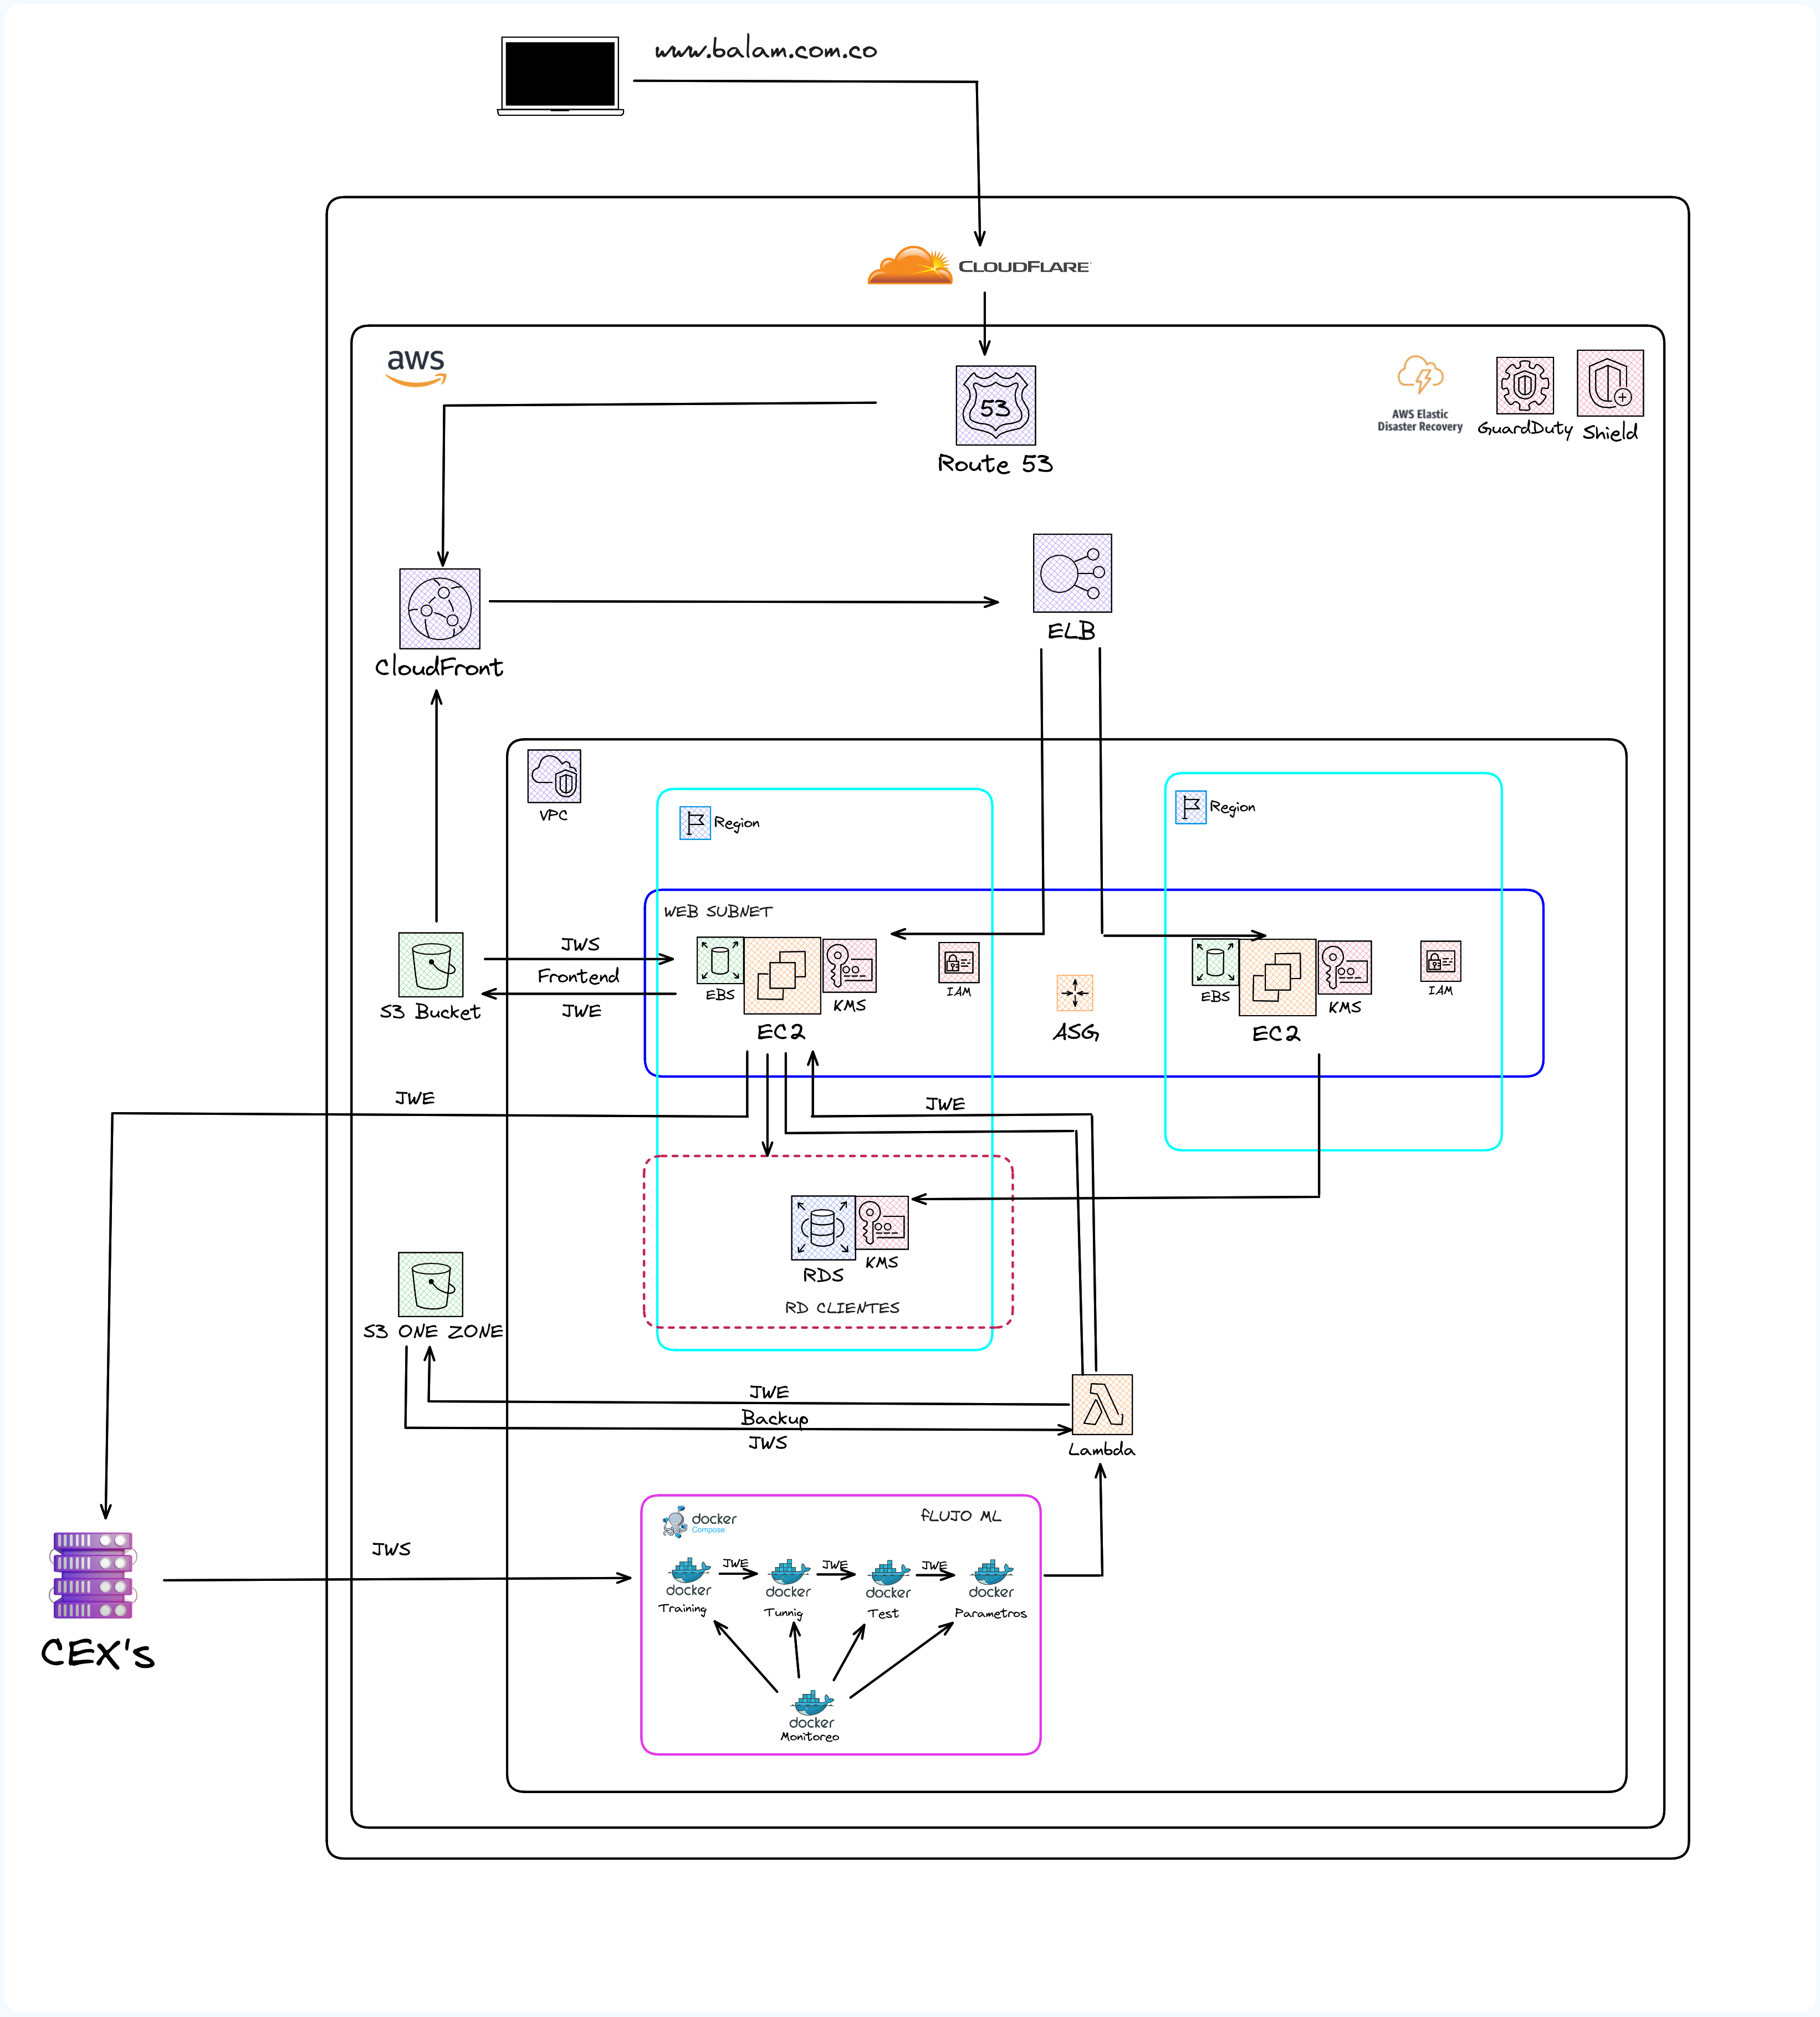 www.balam.com.co
CLOUDFLARE
aws
53
Route 53
AWS Elastic
Disaster Recovery
GuardDuty
Shield
ELB
CloudFront
VPC
Region
Region
WEB SUBNET
JWS
Frontend
JWE
S3 Bucket
EBS
EC2
KMS
IAM
ASG
EBS
EC2
KMS
IAM
JWE
JWE
RDS
KMS
RD CLIENTES
S3 ONE ZONE
JWE
Backup
JWS
Lambda
docker
Compose
fLUJO ML
JWS
docker
Training
JWE
docker
Tunnig
JWE
docker
Test
JWE
docker
Parametros
docker
Monitoreo
CEX's